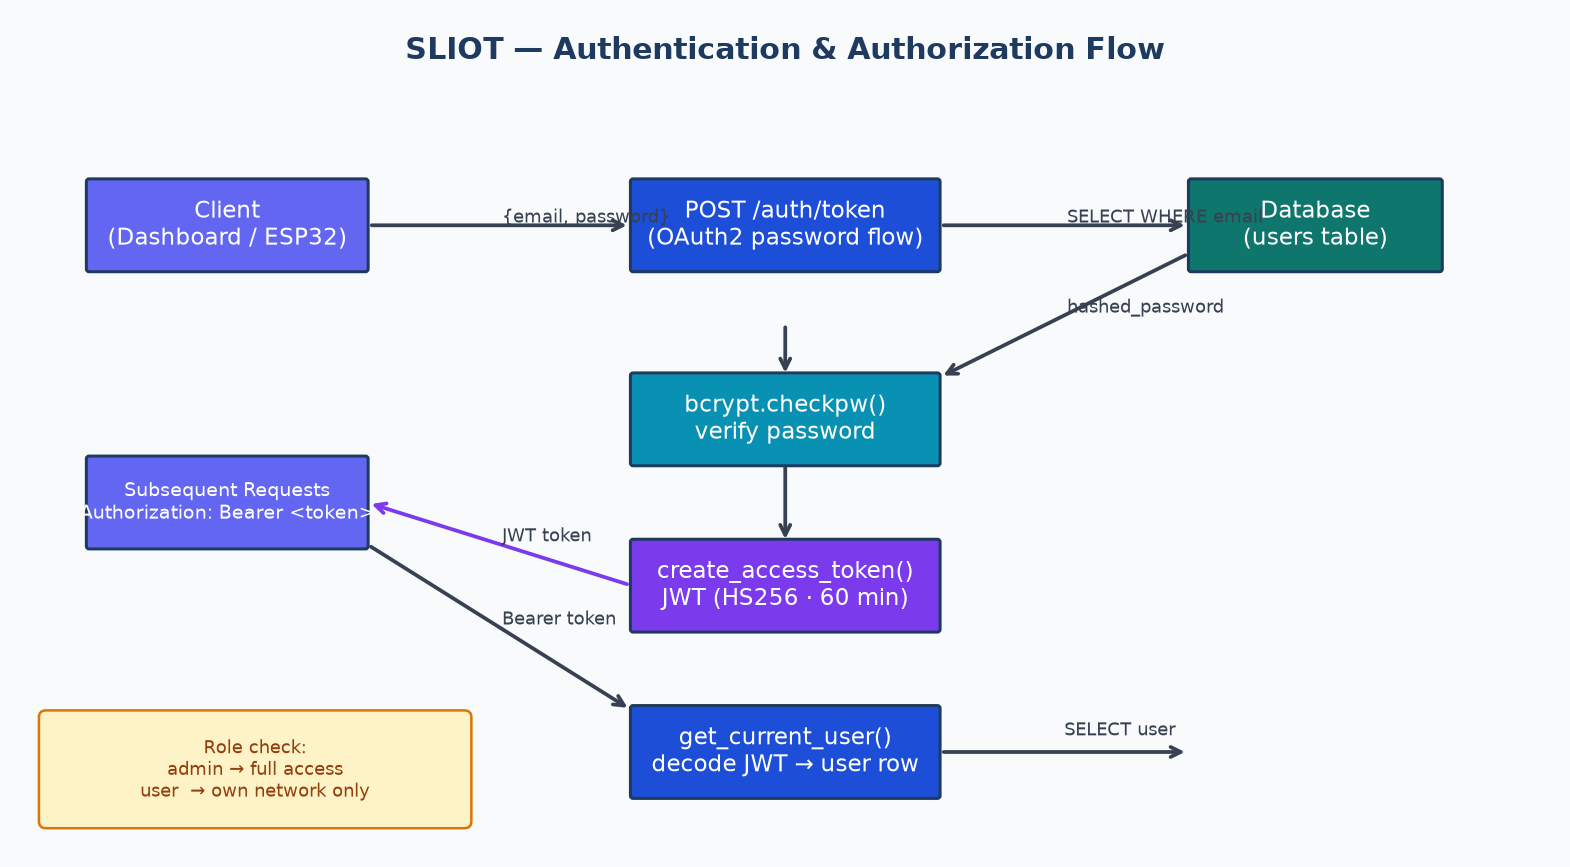 SLIOT — Authentication & Authorization Flow
Client
(Dashboard / ESP32)
{email, password}
POST /auth/token
(OAuth2 password flow)
SELECT WHERE email
Database
(users table)
hashed_password
bcrypt.checkpw()
verify password
Subsequent Requests
Authorization: Bearer <token>
JWT token
create_access_token()
JWT (HS256 · 60 min)
Bearer token
get_current_user()
decode JWT → user row
SELECT user
Role check:
admin → full access
user  → own network only